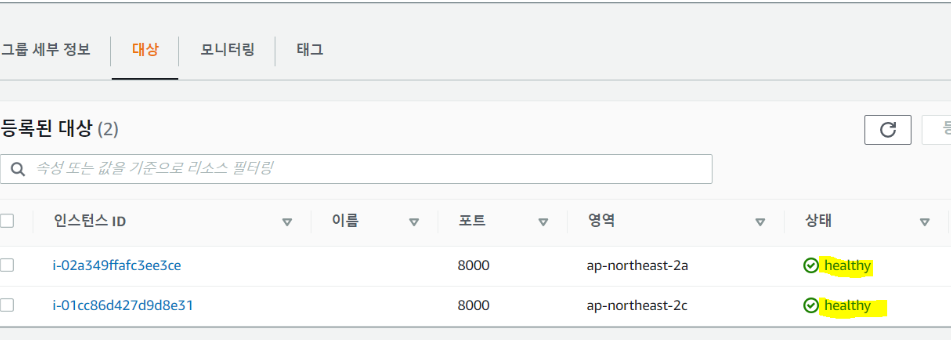 그룹 세부 정보 대상 모니터링 태그
등록된 대상 (2)
속성 또는 값을 기준으로 리소스 필터링
인스턴스 ID 이름 포트 영역 상태
i-02a349ffafc3ee3ce 8000 ap-northeast-2a healthy
i-01cc86d427d9d8e31 8000 ap-northeast-2c healthy